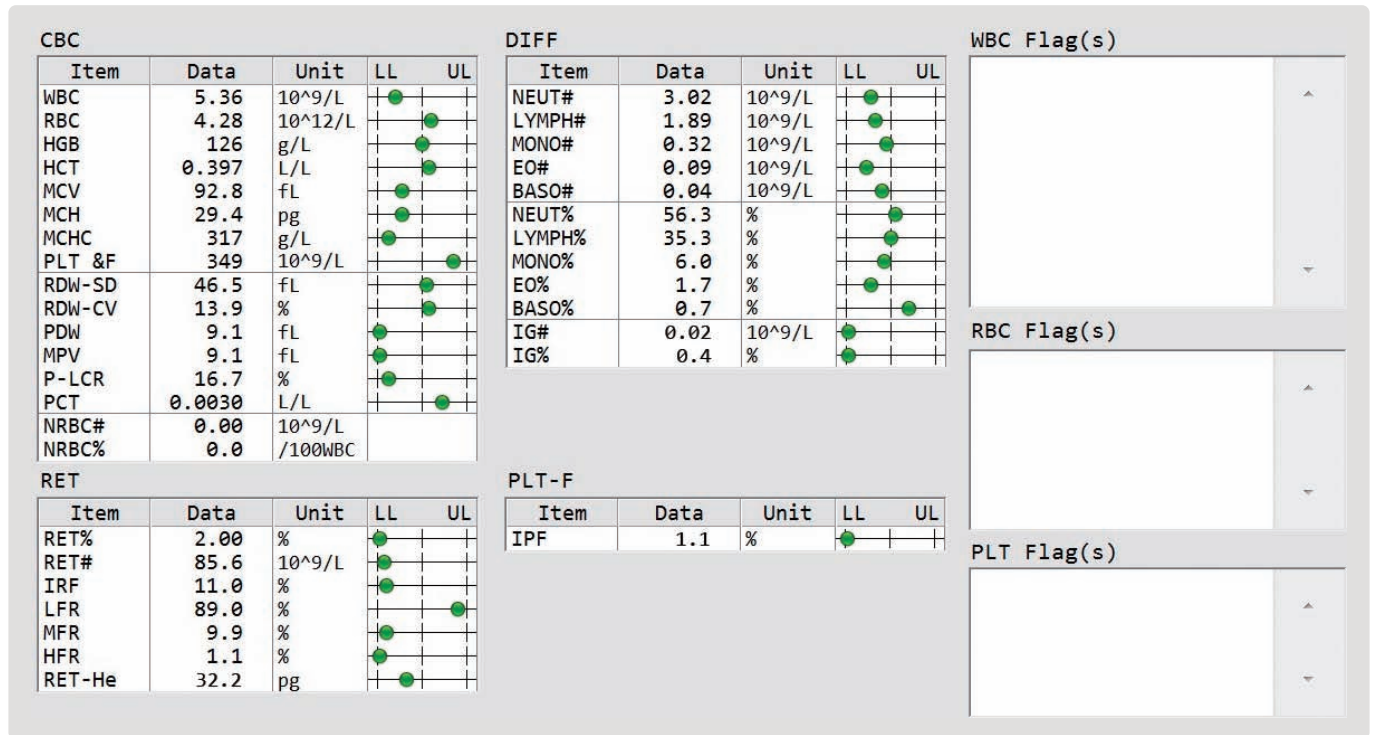 CBC
Item Data Unit LL UL
WBC 5.36 10^9/L
RBC 4.28 10^12/L
HGB 126 g/L
HCT 0.397 L/L
MCV 92.8 fL
MCH 29.4 pg
MCHC 317 g/L
PLT &F 349 10^9/L
RDW-SD 46.5 fL
RDW-CV 13.9 %
PDW 9.1 fL
MPV 9.1 fL
P-LCR 16.7 %
PCT 0.0030 L/L
NRBC# 0.00 10^9/L
NRBC% 0.0 /100WBC
RET
Item Data Unit LL UL
RET% 2.00 %
RET# 85.6 10^9/L
IRF 11.0 %
LFR 89.0 %
MFR 9.9 %
HFR 1.1 %
RET-He 32.2 pg
DIFF
Item Data Unit LL UL
NEUT# 3.02 10^9/L
LYMPH# 1.89 10^9/L
MONO# 0.32 10^9/L
EO# 0.09 10^9/L
BASO# 0.04 10^9/L
NEUT% 56.3 %
LYMPH% 35.3 %
MONO% 6.0 %
EO% 1.7 %
BASO% 0.7 %
IG# 0.02 10^9/L
IG% 0.4 %
PLT-F
Item Data Unit LL UL
IPF 1.1 %
WBC Flag(s)
RBC Flag(s)
PLT Flag(s)